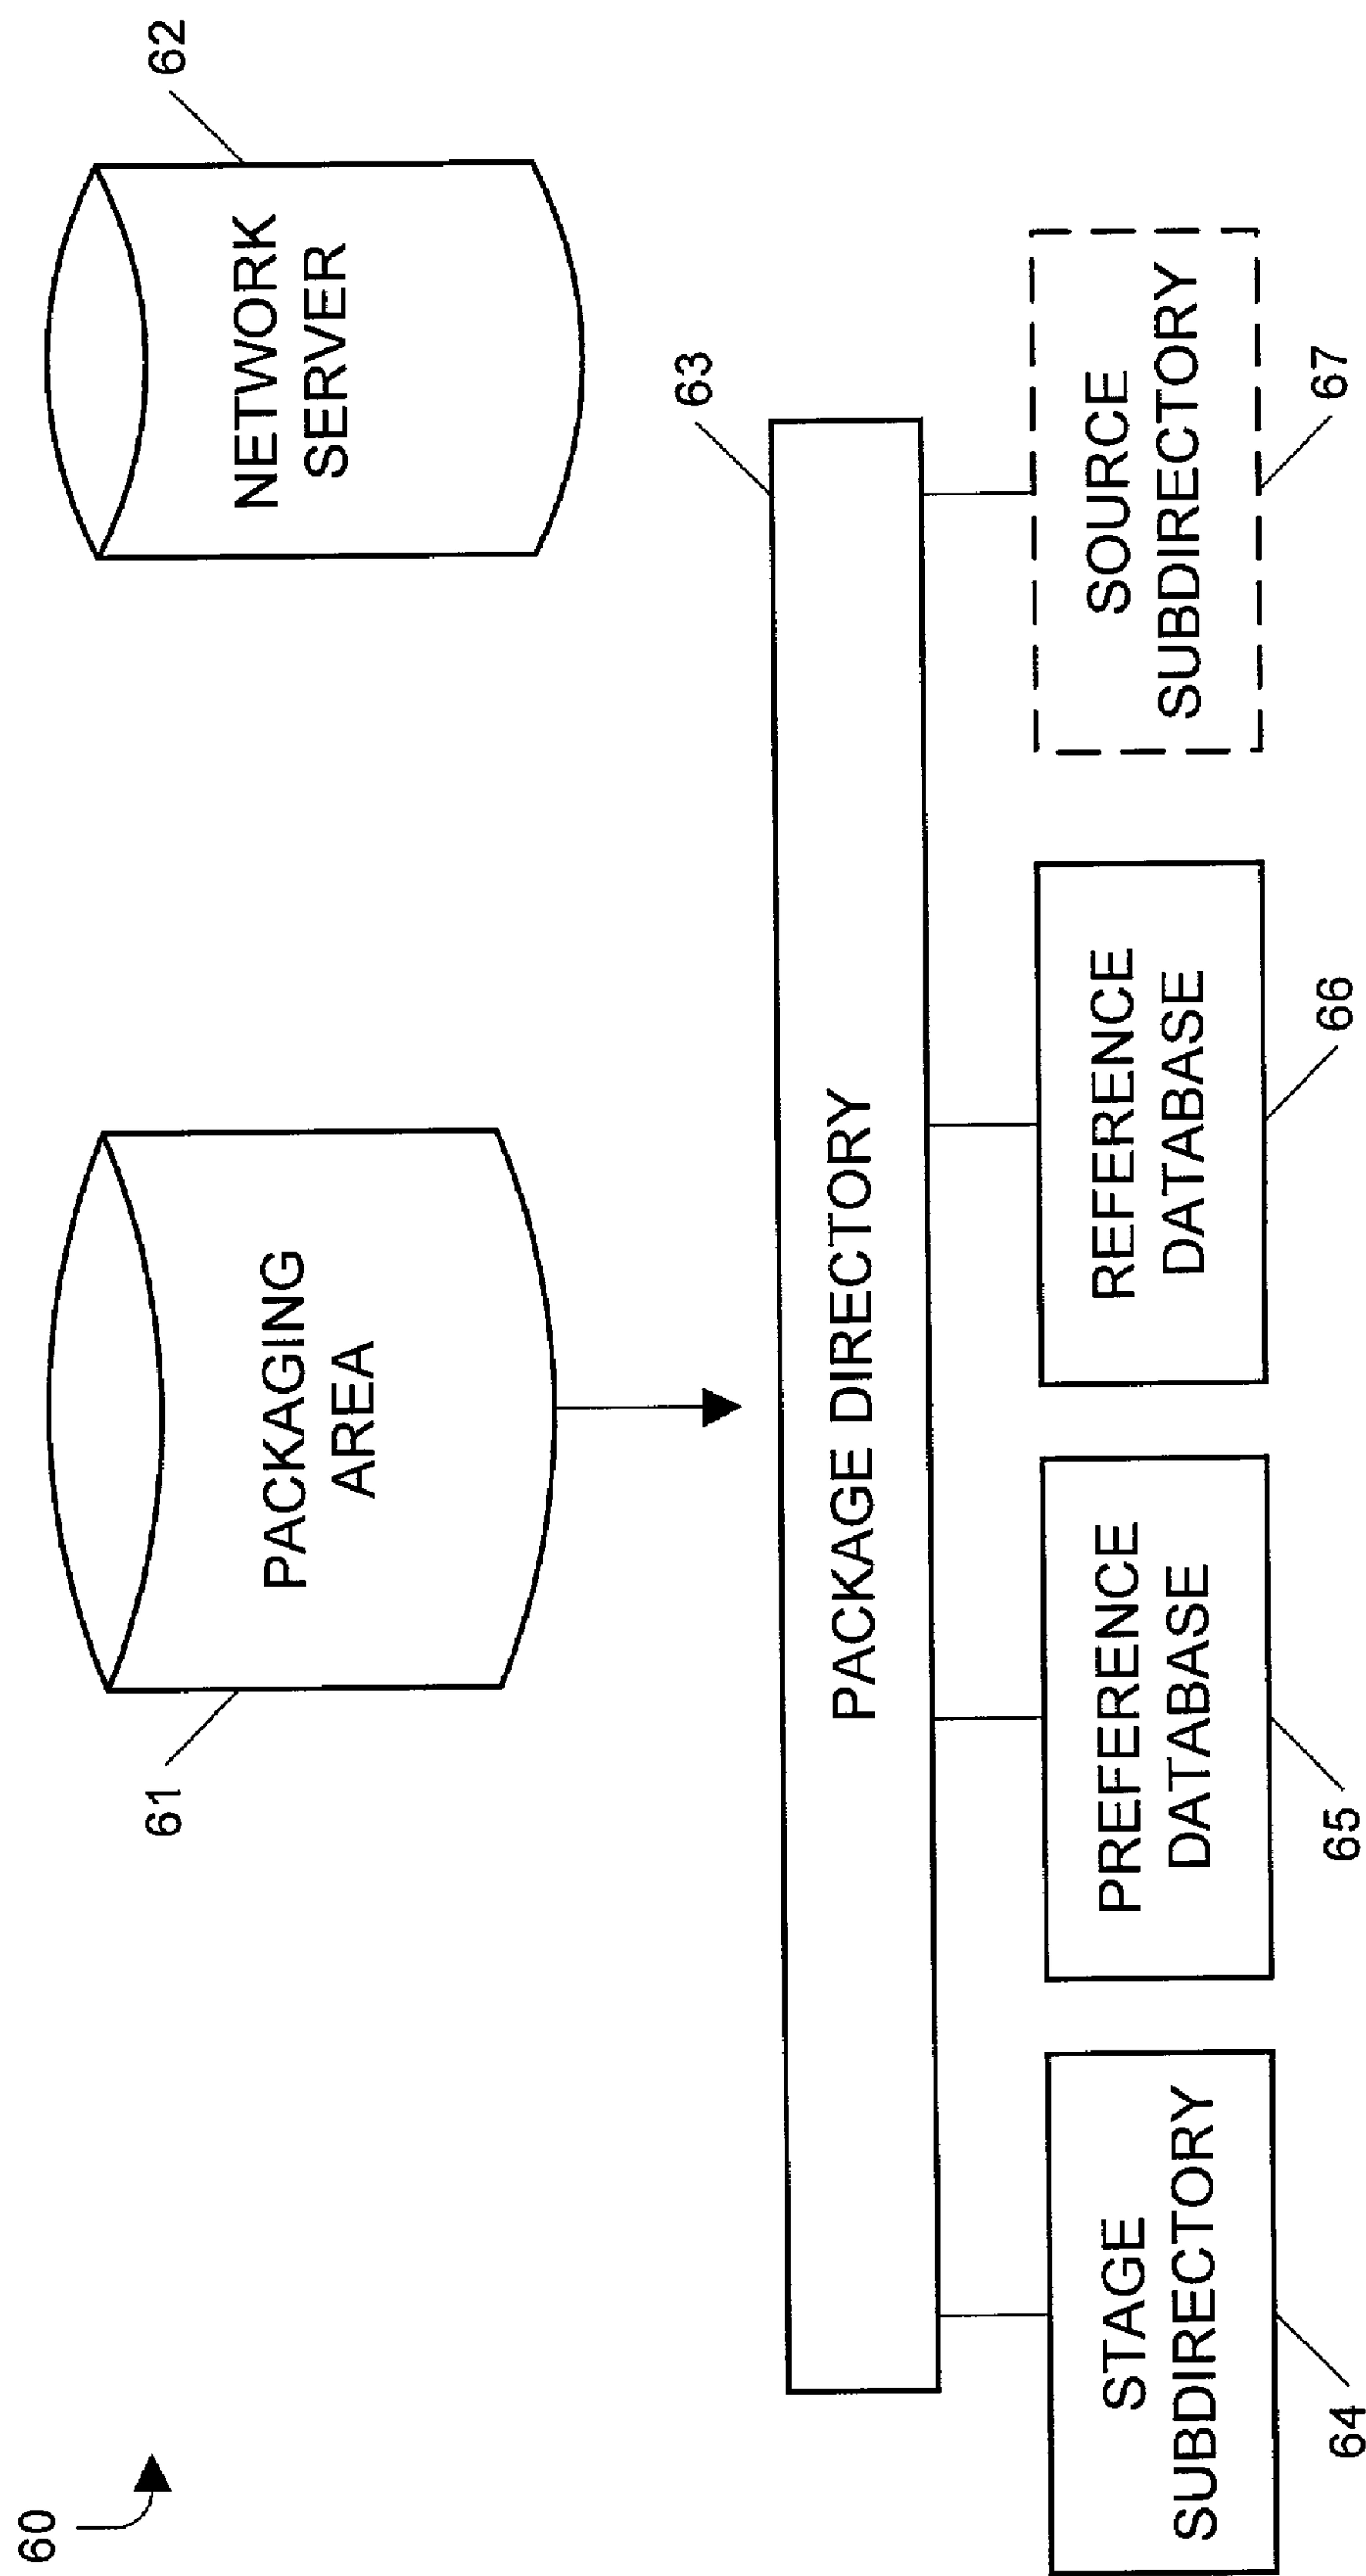 60
61
PACKAGING
AREA
62
NETWORK
SERVER
63
PACKAGE DIRECTORY
STAGE
SUBDIRECTORY
64
PREFERENCE
DATABASE
65
REFERENCE
DATABASE
66
SOURCE
SUBDIRECTORY
67